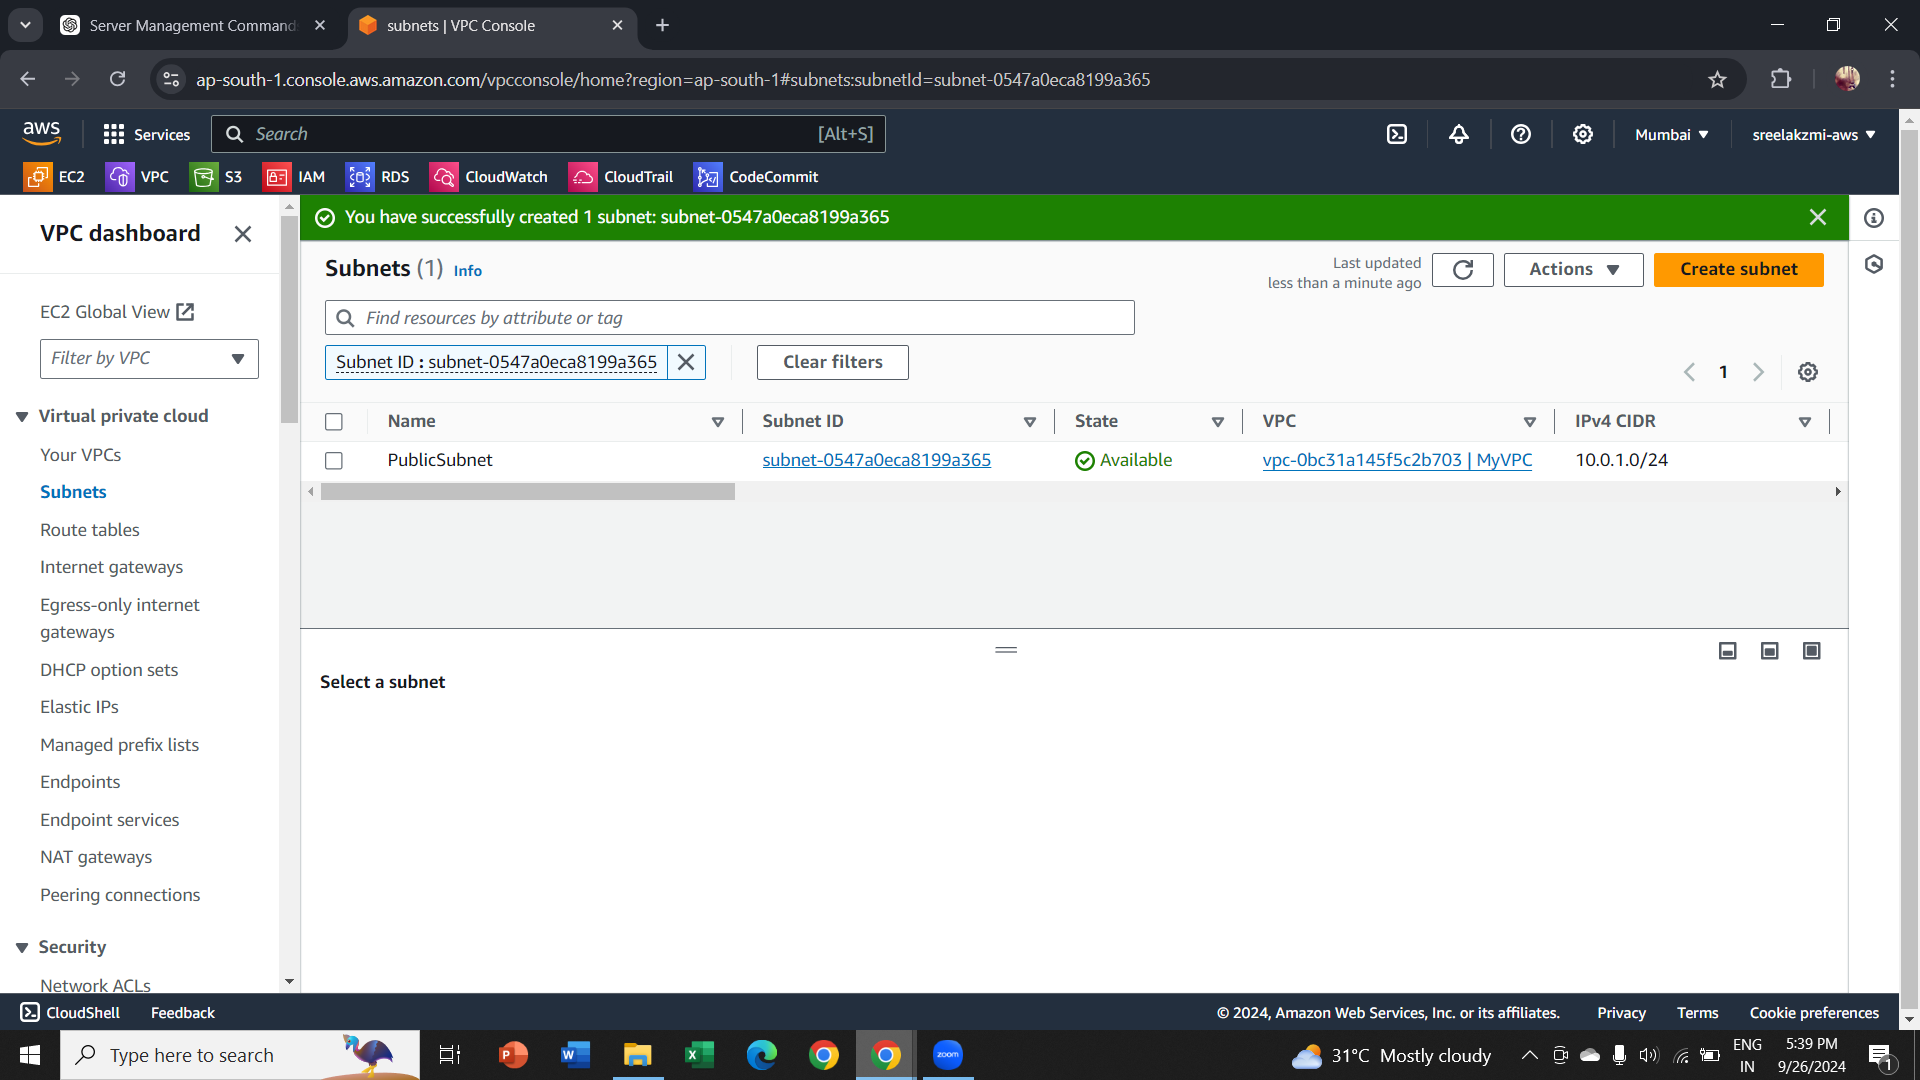 Server Management Command
subnets | VPC Console
ap-south-1.console.aws.amazon.com/vpcconsole/home?region=ap-south-1#subnets:subnetId=subnet-0547a0eca8199a365
aws
Services
Search
[Alt+S]
Mumbai
sreelakzmi-aws
EC2
VPC
S3
IAM
RDS
CloudWatch
CloudTrail
CodeCommit
VPC dashboard
EC2 Global View
Filter by VPC
Virtual private cloud
Your VPCs
Subnets
Route tables
Internet gateways
Egress-only internet
gateways
DHCP option sets
Elastic IPs
Managed prefix lists
Endpoints
Endpoint services
NAT gateways
Peering connections
Security
Network ACLs
You have successfully created 1 subnet: subnet-0547a0eca8199a365
Subnets (1) Info
Last updated
less than a minute ago
Actions
Create subnet
Find resources by attribute or tag
Subnet ID : subnet-0547a0eca8199a365
Clear filters
1
Name
Subnet ID
State
VPC
IPv4 CIDR
PublicSubnet
subnet-0547a0eca8199a365
Available
vpc-0bc31a145f5c2b703 | MyVPC
10.0.1.0/24
Select a subnet
CloudShell
Feedback
© 2024, Amazon Web Services, Inc. or its affiliates.
Privacy
Terms
Cookie preferences
Type here to search
zoom
31°C Mostly cloudy
ENG
IN
5:39 PM
9/26/2024
1